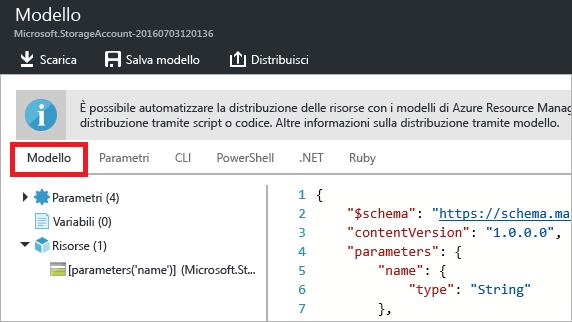 Modello
Microsoft.StorageAccount-20160703120136
Scarica Salva modello Distribuisci
È possibile automatizzare la distribuzione delle risorse con i modelli di Azure Resource Manag
distribuzione tramite script o codice. Altre informazioni sulla distribuzione tramite modello.
Modello Parametri CLI PowerShell .NET Ruby
Parametri (4)
Variabili (0)
Risorse (1)
[parameters('name')] (Microsoft.St...
1 {
2 "$schema": "https://schema.ma
3 "contentVersion": "1.0.0.0",
4 "parameters": {
5 "name": {
6 "type": "String"
7 },